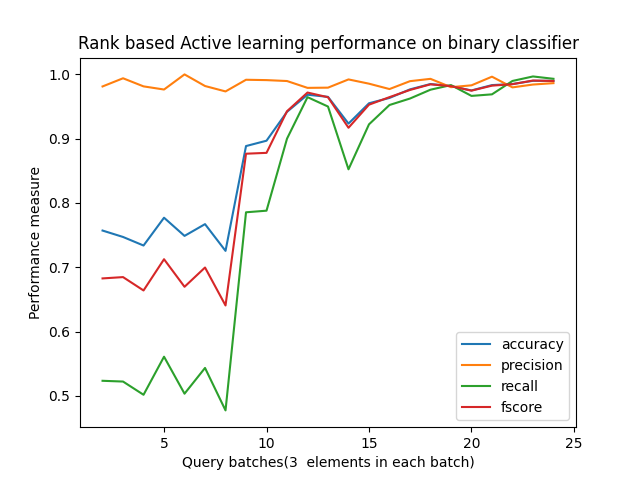 Rank based Active learning performance on binary classifier
1.0
0.9
0.8
0.7
0.6
0.5
Performance measure
accuracy
precision
recall
fscore
5 10 15 20 25
Query batches(3  elements in each batch)